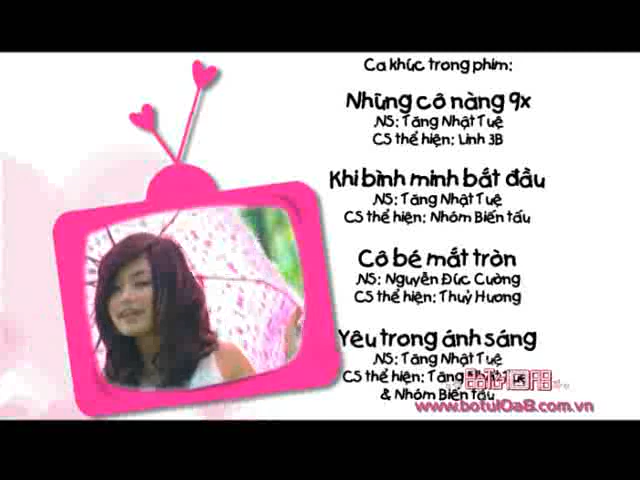 Ca khúc trong phim:
Những cô nàng 9x
NS: Tăng Nhật Tuệ
CS thể hiện: Linh 3B
Khi bình minh bắt đầu
NS: Tăng Nhật Tuệ
CS thể hiện: Nhóm Biến tấu
Cô bé mắt tròn
NS: Nguyễn Đức Cường
CS thể hiện: Thuỳ Hương
Yêu trong ánh sáng
NS: Tăng Nhật Tuệ
CS thể hiện: Tăng
& Nhóm Biến tấu
www.botu10a8.com.vn